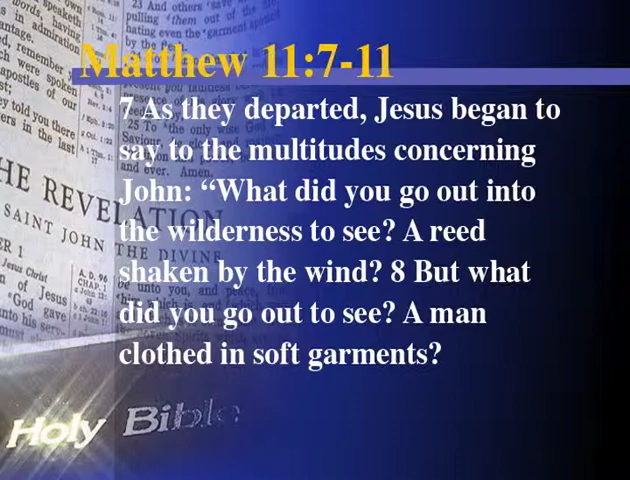 Matthew 11:7-11
7 As they departed, Jesus began to
say to the multitudes concerning
John: “What did you go out into
the wilderness to see? A reed
shaken by the wind? 8 But what
did you go out to see? A man
clothed in soft garments?
THE REVELATION
SAINT JOHN THE DIVINE
Holy Bible